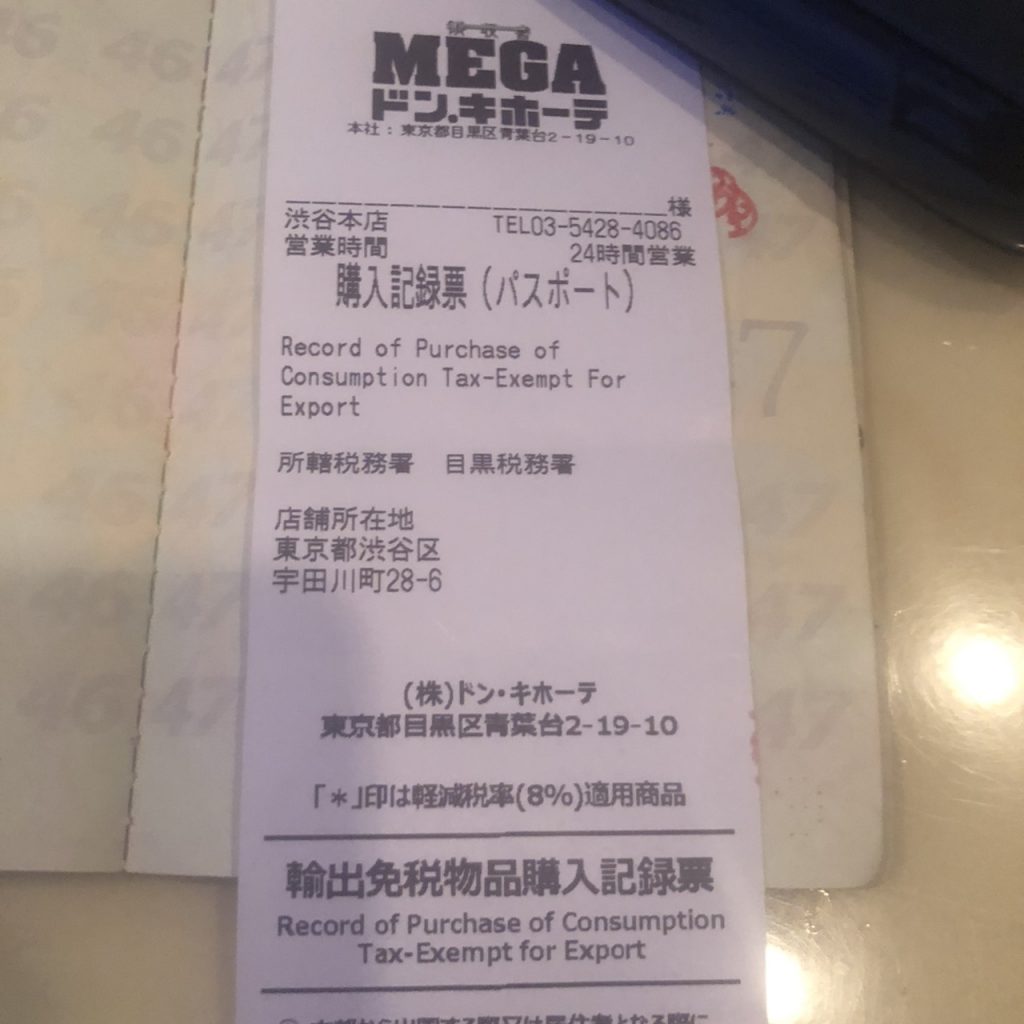 領収書
MEGA
ドン.キホーテ
本社：東京都目黒区青葉台2-19-10
様
渋谷本店 TEL03-5428-4086
営業時間 24時間営業
購入記録票（パスポート）
Record of Purchase of
Consumption Tax-Exempt For
Export
所轄税務署 目黒税務署
店舗所在地
東京都渋谷区
宇田川町28-6
(株)ドン・キホーテ
東京都目黒区青葉台2-19-10
「＊」印は軽減税率(8%)適用商品
輸出免税物品購入記録票
Record of Purchase of Consumption
Tax-Exempt for Export